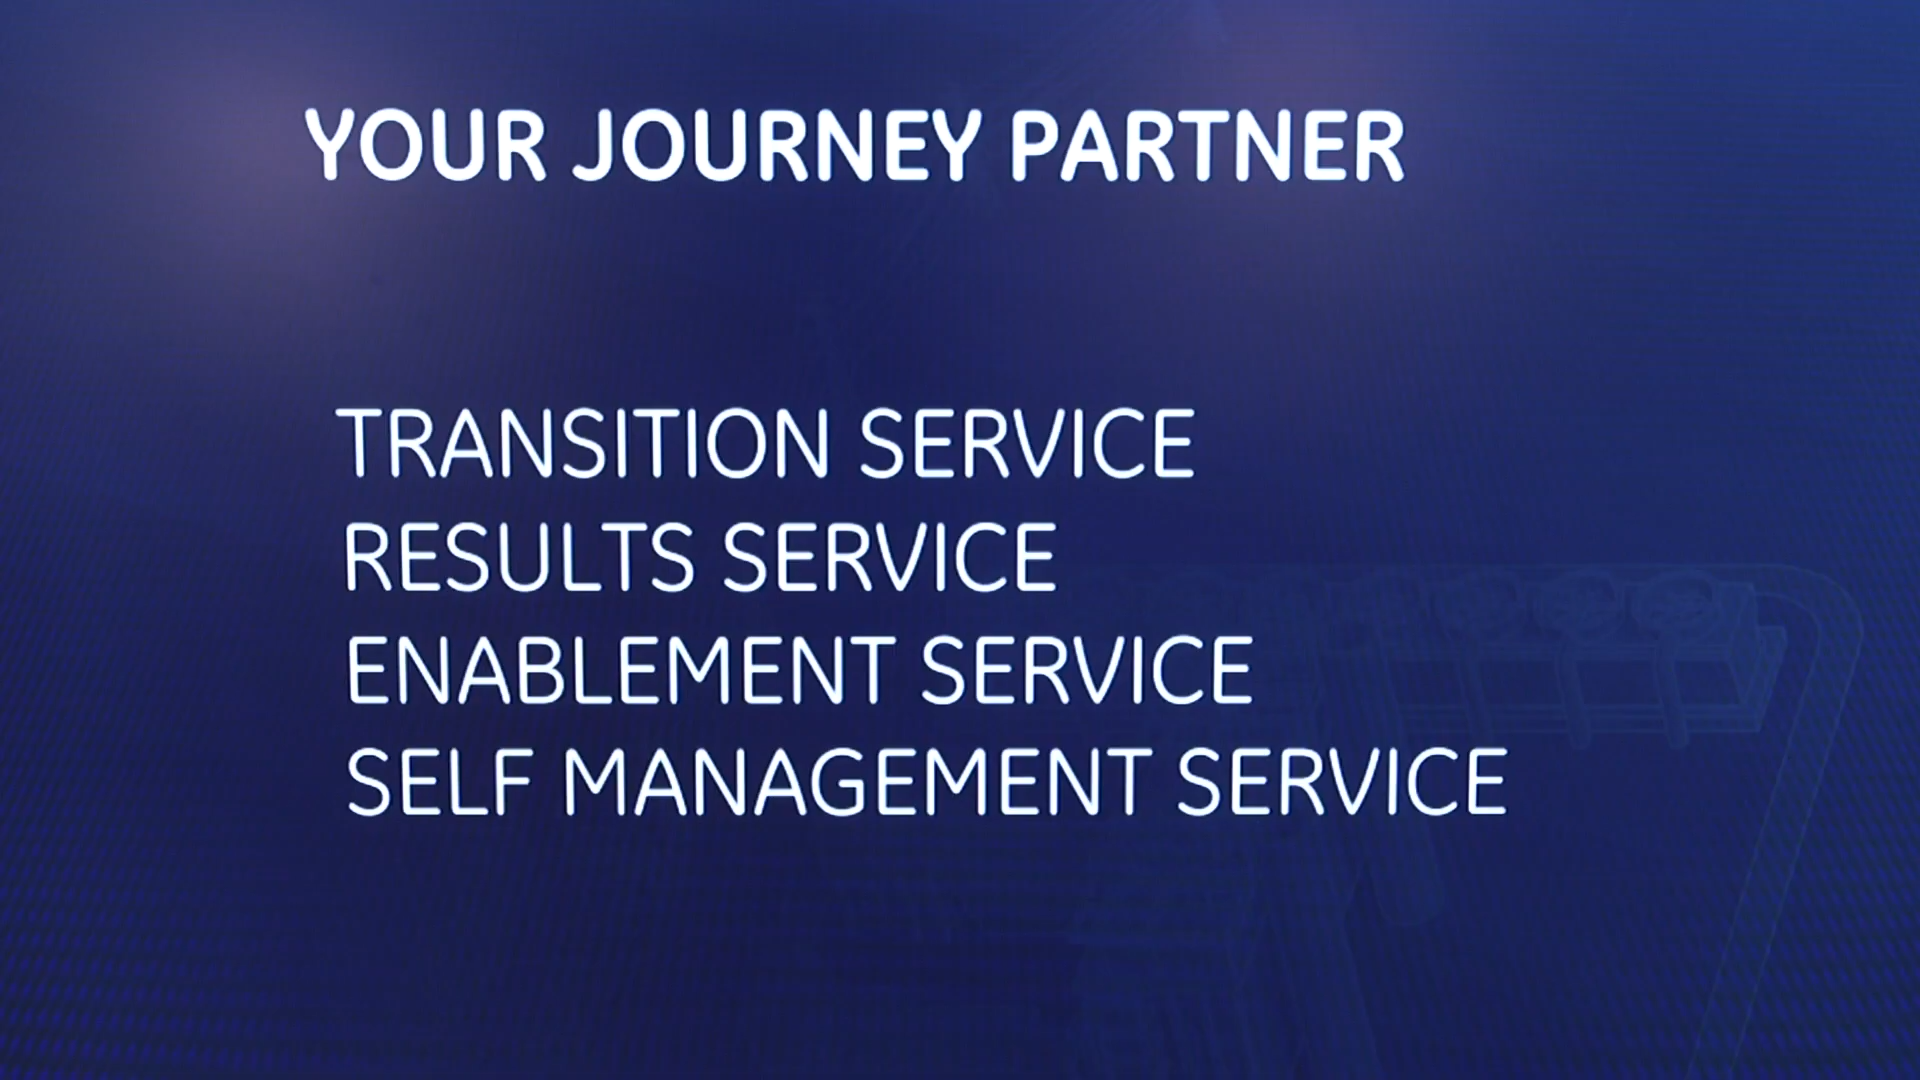 YOUR JOURNEY PARTNER
TRANSITION SERVICE
RESULTS SERVICE
ENABLEMENT SERVICE
SELF MANAGEMENT SERVICE